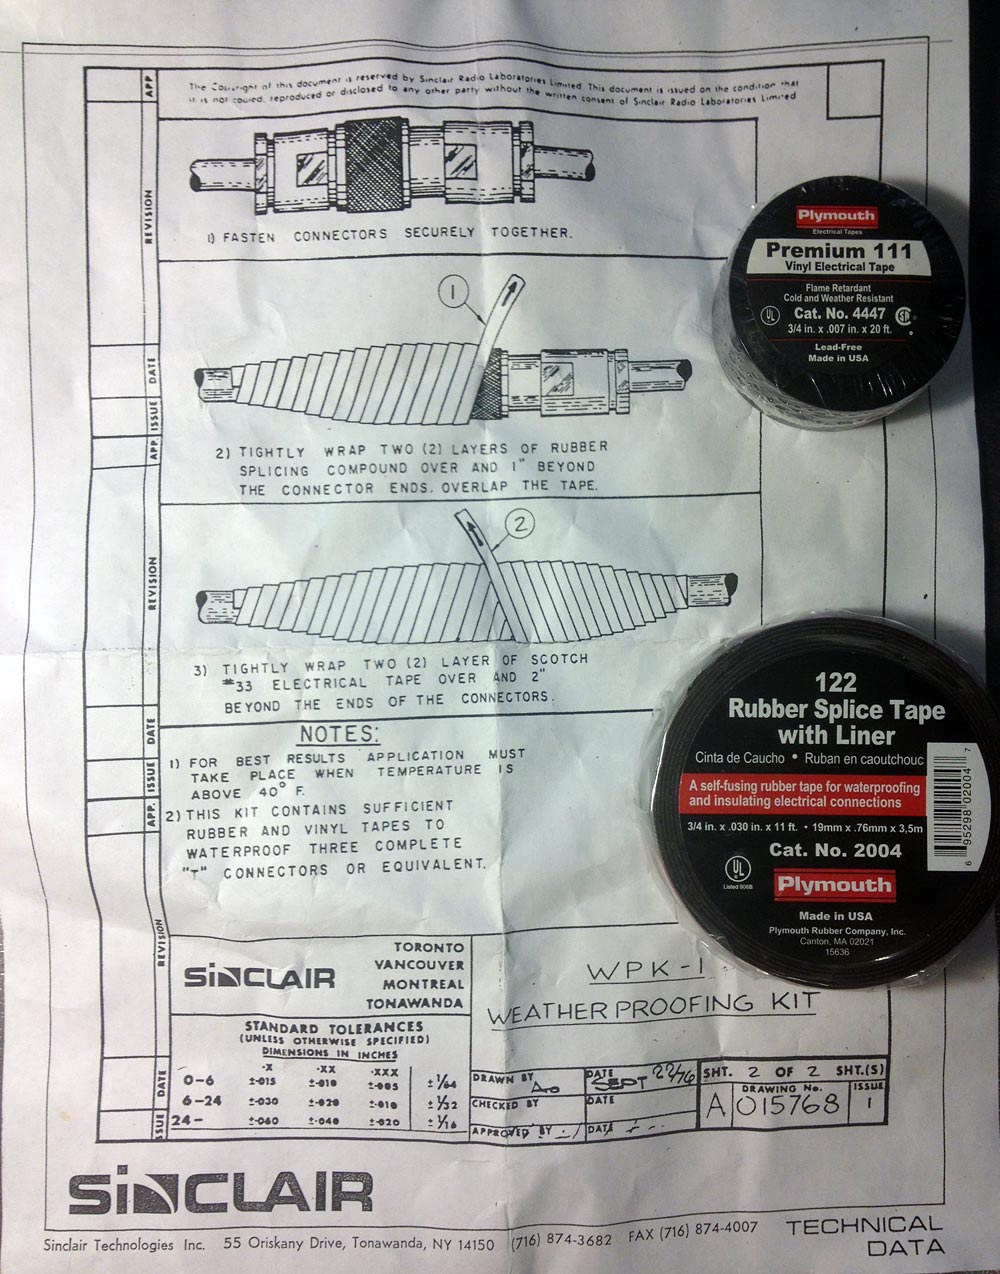 The Copyright of this document is reserved by Sinclair Radio Laboratories Limited This document is issued on the condition that
it is not copied, reproduced or disclosed to any other party without the written consent of Sinclair Radio Laboratories Limited
APP
REVISION
DATE
ISSUE
APP.
REVISION
DATE
ISSUE
APP.
REVISION
DATE
ISSUE
1) FASTEN CONNECTORS SECURELY TOGETHER.
1
2) TIGHTLY WRAP TWO (2) LAYERS OF RUBBER
SPLICING COMPOUND OVER AND 1" BEYOND
THE CONNECTOR ENDS. OVERLAP THE TAPE.
2
3) TIGHTLY WRAP TWO (2) LAYER OF SCOTCH
#33 ELECTRICAL TAPE OVER AND 2"
BEYOND THE ENDS OF THE CONNECTORS.
NOTES:
1) FOR BEST RESULTS APPLICATION MUST
TAKE PLACE WHEN TEMPERATURE IS
ABOVE 40° F.
2) THIS KIT CONTAINS SUFFICIENT
RUBBER AND VINYL TAPES TO
WATERPROOF THREE COMPLETE
"T" CONNECTORS OR EQUIVALENT.
SiNCLAIR
TORONTO
VANCOUVER
MONTREAL
TONAWANDA
WPK-1
WEATHERPROOFING KIT
STANDARD TOLERANCES
(UNLESS OTHERWISE SPECIFIED)
DIMENSIONS IN INCHES
.X .XX .XXX
0-6 ±.015 ±.010 ±.005 ± 1/64
6-24 ±.030 ±.020 ±.010 ± 1/32
24- ±.060 ±.040 ±.020 ± 1/16
DRAWN BY
DATE SEPT 22/76
CHECKED BY
DATE
APPROVED BY
DATE
SHT. 2 OF 2 SHT.(S)
DRAWING No.
A 015768
ISSUE
1
SiNCLAIR
Sinclair Technologies Inc. 55 Oriskany Drive, Tonawanda, NY 14150 (716) 874-3682 FAX (716) 874-4007
TECHNICAL
DATA
Plymouth
Electrical Tapes
Premium 111
Vinyl Electrical Tape
Flame Retardant
Cold and Weather Resistant
UL
Cat. No. 4447
3/4 in. x .007 in. x 20 ft.
Lead-Free
Made in USA
122
Rubber Splice Tape
with Liner
Cinta de Caucho • Ruban en caoutchouc
A self-fusing rubber tape for waterproofing
and insulating electrical connections
3/4 in. x .030 in. x 11 ft. • 19mm x .76mm x 3,5m
Cat. No. 2004
UL
Listed 906B
Plymouth
Made in USA
Plymouth Rubber Company, Inc.
Canton, MA 02021
15636
6 95298 02004 7